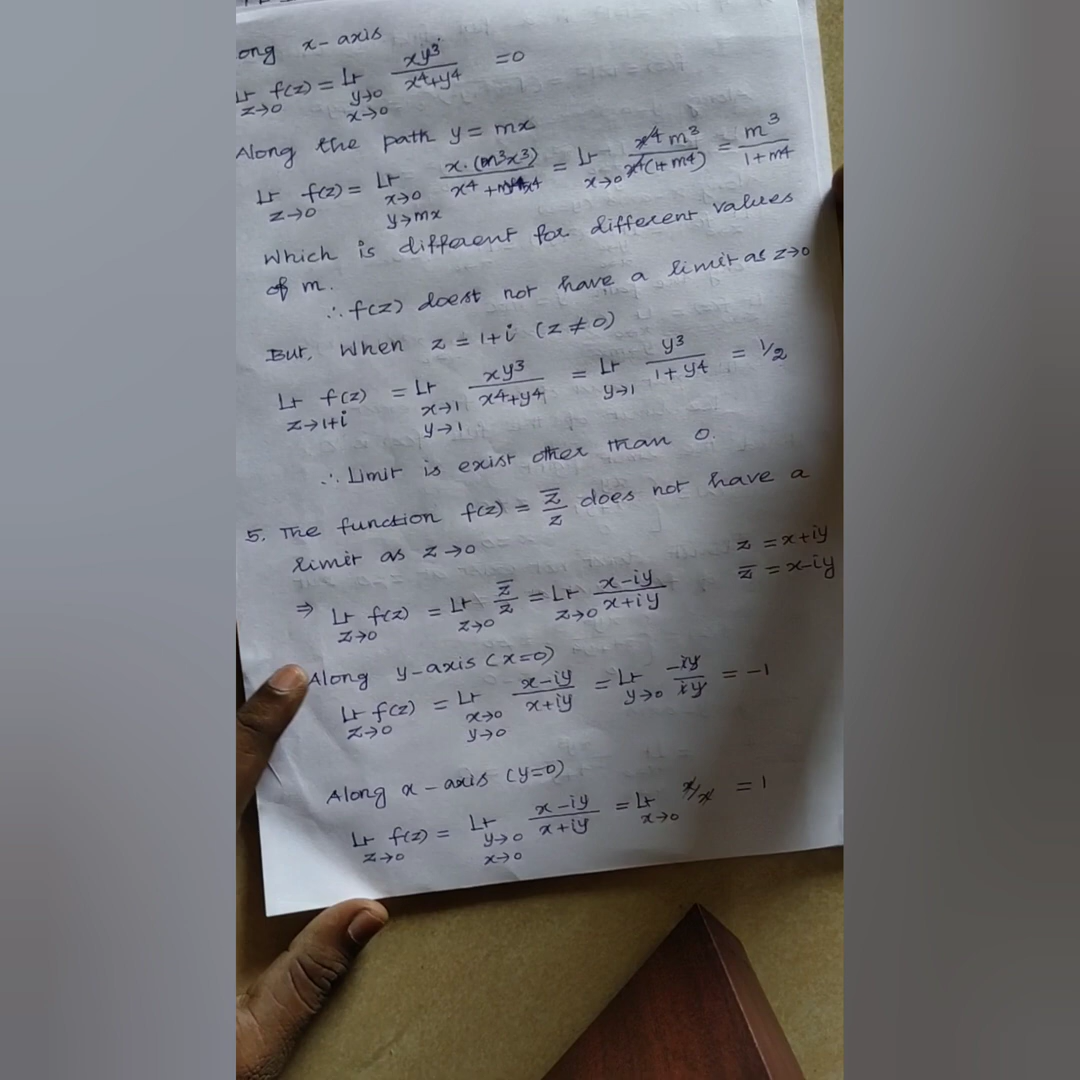 ong x-axis
Lt z→0 f(z) = Lt y→0 x→0 xy³/x⁴+y⁴ = 0
Along the path y = mx
Lt z→0 f(z) = Lt x→0 y→mx x·(m³x³)/x⁴+m⁴x⁴ = Lt x→0 x⁴m³/x⁴(1+m⁴) = m³/1+m⁴
Which is different for different values
of m.
∴ f(z) doest not have a limit as z→0
But, When z = 1+i (z≠0)
Lt z→1+i f(z) = Lt x→1 y→1 xy³/x⁴+y⁴ = Lt y→1 y³/1+y⁴ = 1/2
∴ Limit is exist other than 0.
5. The function f(z) = z̅/z does not have a
limit as z→0
z = x+iy
z̅ = x-iy
⇒ Lt z→0 f(z) = Lt z→0 z̅/z = Lt z→0 x-iy/x+iy
Along y-axis (x=0)
Lt z→0 f(z) = Lt x→0 y→0 x-iy/x+iy = Lt y→0 -iy/iy = -1
Along x-axis (y=0)
Lt z→0 f(z) = Lt y→0 x→0 x-iy/x+iy = Lt x→0 x/x = 1